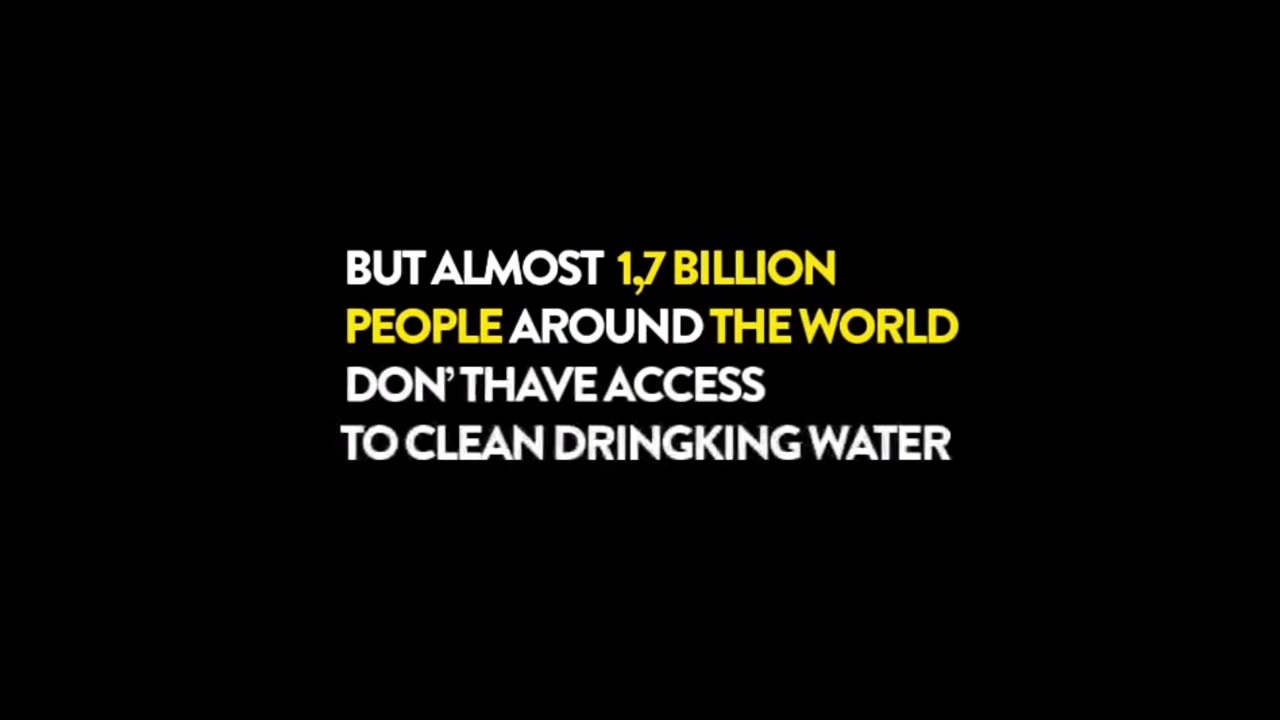 BUT ALMOST 1,7 BILLION
PEOPLE AROUND THE WORLD
DON' THAVE ACCESS
TO CLEAN DRINGKING WATER